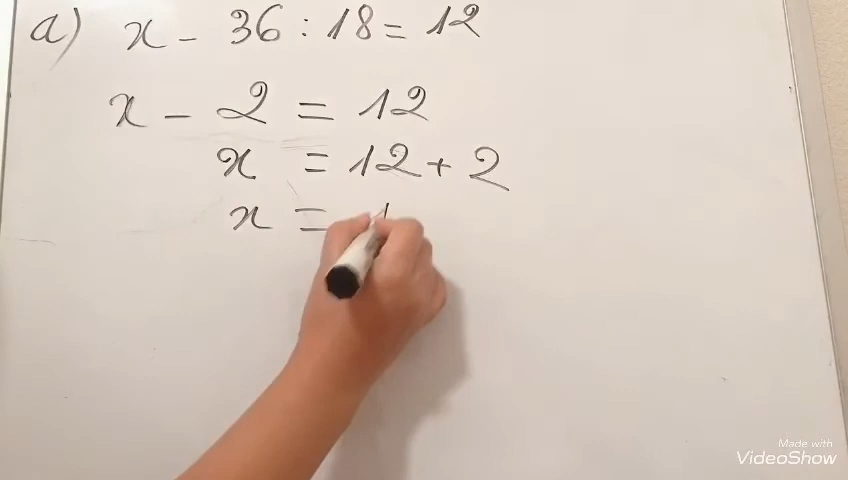 a) x - 36 : 18 = 12
x - 2 = 12
x = 12 + 2
x =
Made with
VideoShow